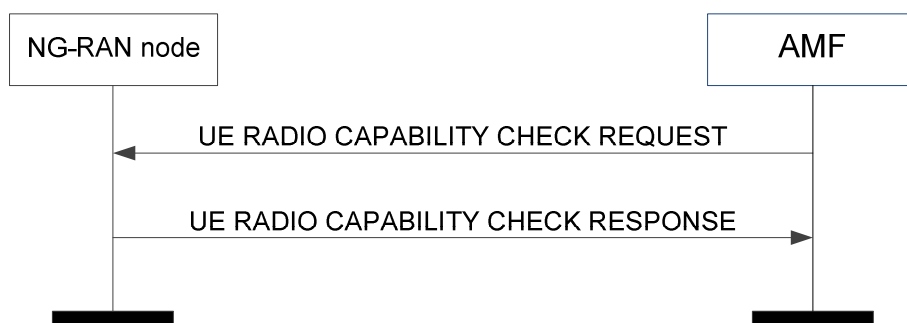 NG-RAN node
AMF
UE RADIO CAPABILITY CHECK REQUEST
UE RADIO CAPABILITY CHECK RESPONSE